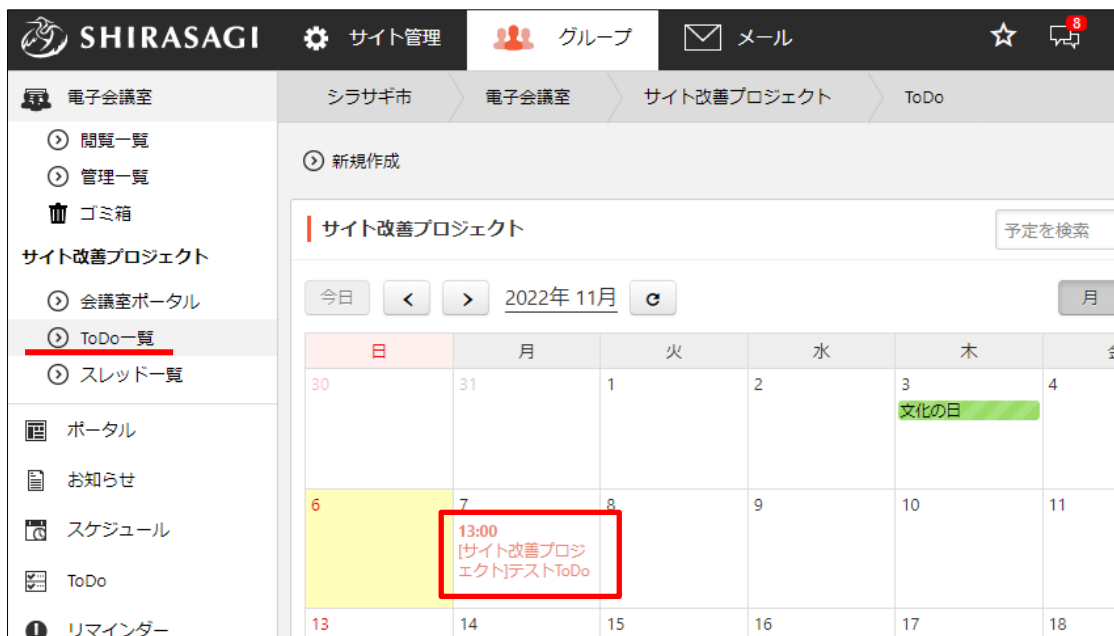 SHIRASAGI サイト管理 グループ メール 8
電子会議室
閲覧一覧
管理一覧
ゴミ箱
サイト改善プロジェクト
会議室ポータル
ToDo一覧
スレッド一覧
ポータル
お知らせ
スケジュール
ToDo
リマインダー
シラサギ市 電子会議室 サイト改善プロジェクト ToDo
新規作成
サイト改善プロジェクト 予定を検索
今日 2022年 11月 月
日 月 火 水 木
30 31 1 2 3 4
文化の日
6 7 8 9 10 11
13:00
[サイト改善プロジ
ェクト]テストToDo
13 14 15 16 17 18